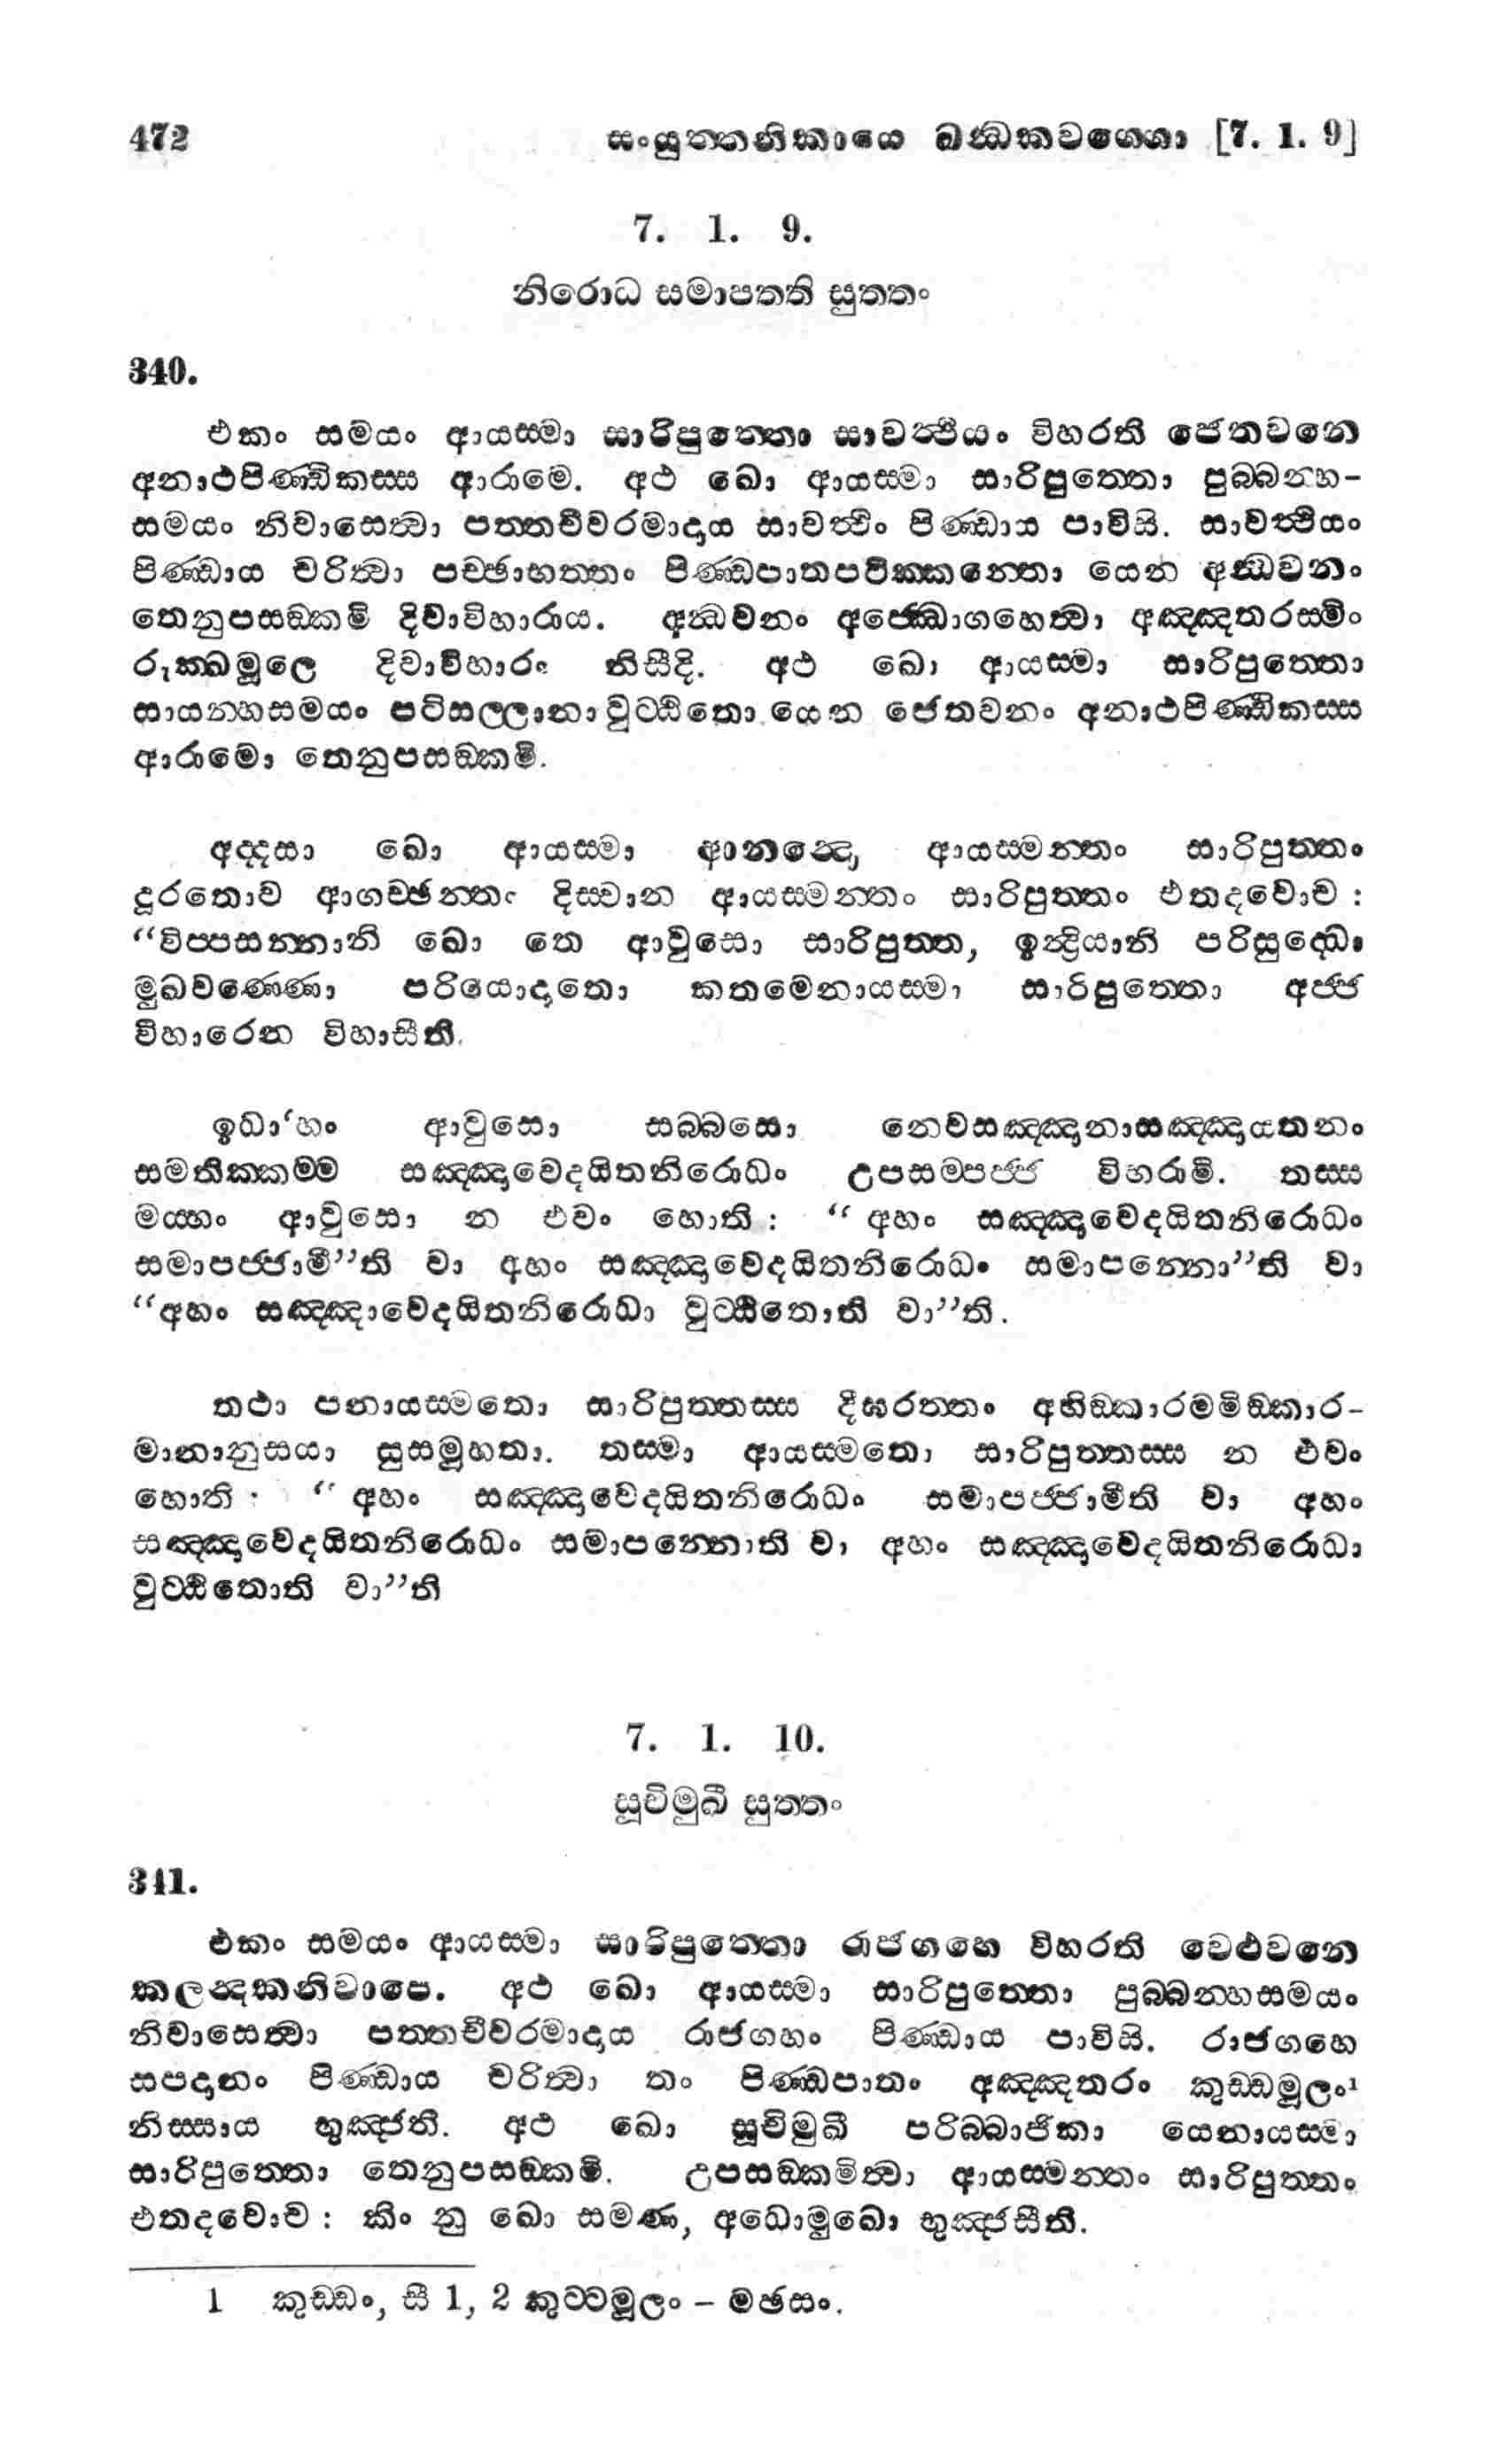 472 සංයුත්තනිකායෙ ඛන්ධකවග්ගො [7. 1. 9]
7. 1. 9.
නිරොධ සමාපත්ති සුත්තං
340.
එකං සමයං ආයස්මා සාරිපුත්තො සාවත්ථියං විහරති ජෙතවනෙ
අනාථපිණ්ඩිකස්ස ආරාමෙ. අථ ඛො ආයස්මා සාරිපුත්තො පුබ්බන්හ-
සමයං නිවාසෙත්වා පත්තචීවරමාදාය සාවත්ථිං පිණ්ඩාය පාවිසි. සාවත්ථියං
පිණ්ඩාය චරිත්වා පච්ඡාභත්තං පිණ්ඩපාතපටික්කන්තො යෙන අන්ධවනං
තෙනුපසඞ්කමි දිවාවිහාරාය. අන්ධවනං අජ්ඣොගහෙත්වා අඤ්ඤතරස්මිං
රුක්ඛමූලෙ දිවාවිහාරං නිසීදි. අථ ඛො ආයස්මා සාරිපුත්තො
සායන්හසමයං පටිසල්ලානා වුට්ඨිතො යෙන ජෙතවනං අනාථපිණ්ඩිකස්ස
ආරාමො තෙනුපසඞ්කමි.
අද්දසා ඛො ආයස්මා ආනන්දො ආයස්මන්තං සාරිපුත්තං
දූරතොව ආගච්ඡන්තං දිස්වාන ආයස්මන්තං සාරිපුත්තං එතදවොච :
“විප්පසන්නානි ඛො තෙ ආවුසො සාරිපුත්ත, ඉන්ද්‍රියානි පරිසුද්ධො
මුඛවණ්ණො පරියොදාතො කතමෙනායස්මා සාරිපුත්තො අජ්ජ
විහාරෙන විහාසීති.
ඉධා‘හං ආවුසො සබ්බසො නෙවසඤ්ඤානාසඤ්ඤායතනං
සමතික්කම්ම සඤ්ඤාවෙදයිතනිරොධං උපසම්පජ්ජ විහරාමි. තස්ස
මය්හං ආවුසො න එවං හොති : “ අහං සඤ්ඤාවෙදයිතනිරොධං
සමාපජ්ජාමී”ති වා අහං සඤ්ඤාවෙදයිතනිරොධං සමාපන්නො”ති වා
“අහං සඤ්ඤාවෙදයිතනිරොධා වුට්ඨිතොති වා”ති.
තථා පනායස්මතො සාරිපුත්තස්ස දීඝරත්තං අහිඞ්කාරමමිඞ්කාර-
මානානුසයා සුසමූහතා. තස්මා ආයස්මතො සාරිපුත්තස්ස න එවං
හොති : “ අහං සඤ්ඤාවෙදයිතනිරොධං සමාපජ්ජාමීති වා අහං
සඤ්ඤාවෙදයිතනිරොධං සමාපන්නොති වා අහං සඤ්ඤාවෙදයිතනිරොධා
වුට්ඨිතොති වා”ති
7. 1. 10.
සූචිමුඛී සුත්තං
341.
එකං සමයං ආයස්මා සාරිපුත්තො රාජගහෙ විහරති වෙළුවනෙ
කලන්දකනිවාපෙ. අථ ඛො ආයස්මා සාරිපුත්තො පුබ්බන්හසමයං
නිවාසෙත්වා පත්තචීවරමාදාය රාජගහං පිණ්ඩාය පාවිසි. රාජගහෙ
සපදානං පිණ්ඩාය චරිත්වා තං පිණ්ඩපාතං අඤ්ඤතරං කුඩ්ඩමූලං¹
නිස්සාය භුඤ්ජති. අථ ඛො සූචිමුඛී පරිබ්බාජිකා යෙනායස්මා
සාරිපුත්තො තෙනුපසඞ්කමි. උපසඞ්කමිත්වා ආයස්මන්තං සාරිපුත්තං
එතදවොච : කිං නු ඛො සමණ, අධොමුඛො භුඤ්ජසීති.
1 කුඩ්ඩං, සී 1, 2 කුට්ටමූලං – මඡසං.